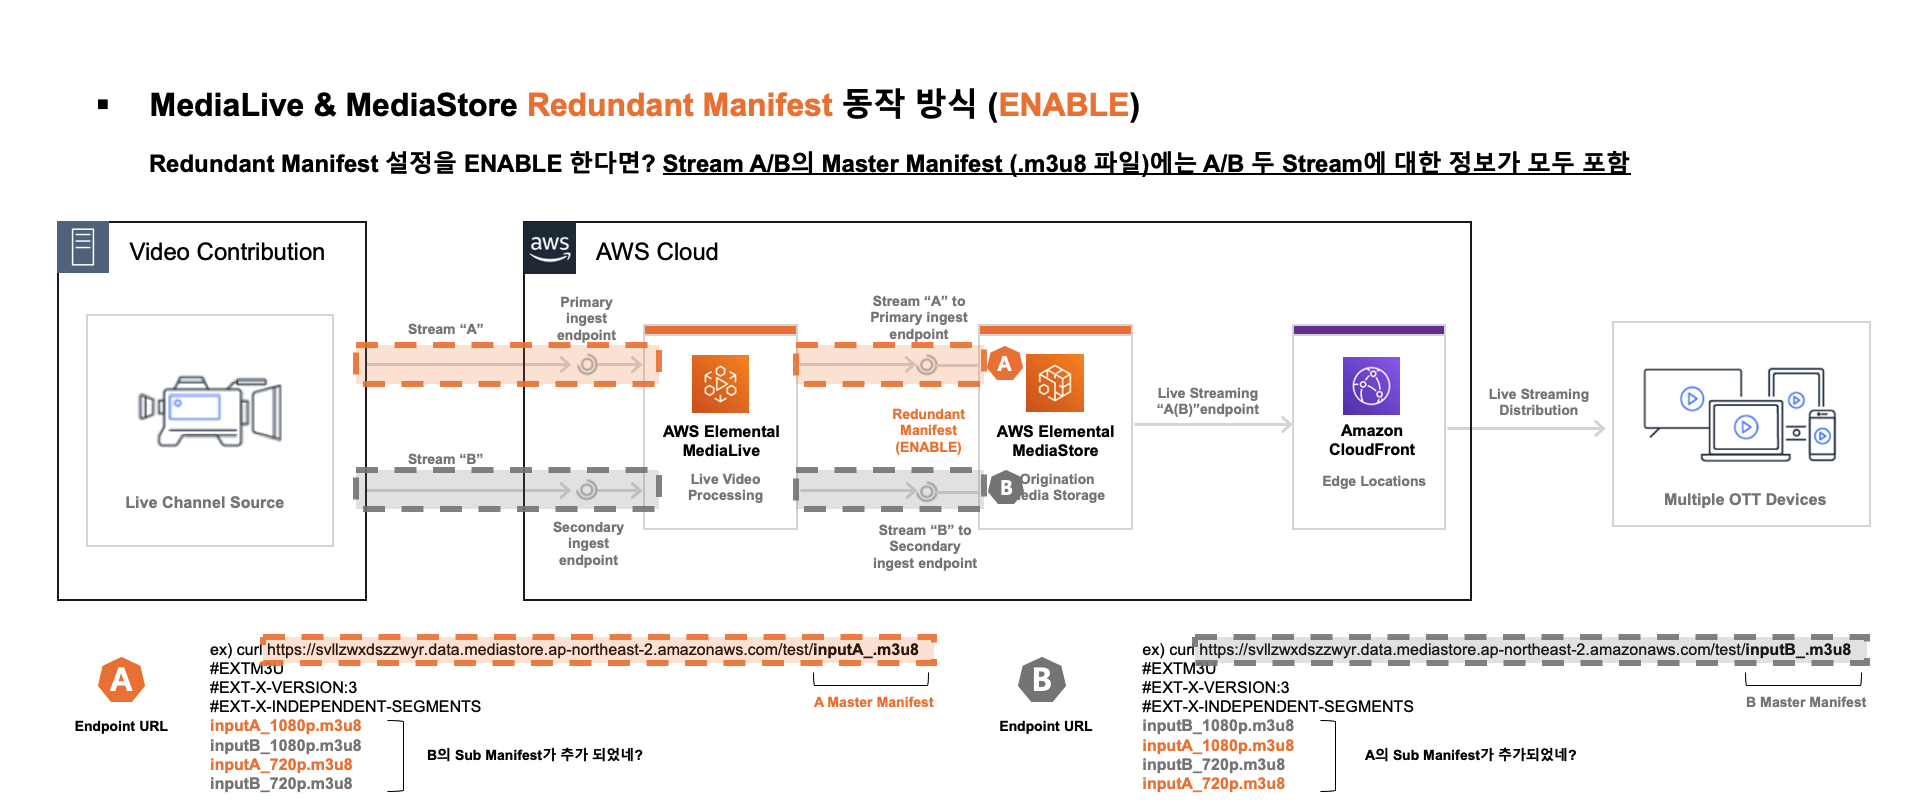 ▪ MediaLive & MediaStore Redundant Manifest 동작 방식 (ENABLE)
Redundant Manifest 설정을 ENABLE 한다면? Stream A/B의 Master Manifest (.m3u8 파일)에는 A/B 두 Stream에 대한 정보가 모두 포함
Video Contribution
Live Channel Source
Stream “A”
Stream “B”
aws
AWS Cloud
Primary
ingest
endpoint
Secondary
ingest
endpoint
AWS Elemental
MediaLive
Live Video
Processing
Stream “A” to
Primary ingest
endpoint
Redundant
Manifest
(ENABLE)
Stream “B” to
Secondary
ingest endpoint
A
B
AWS Elemental
MediaStore
Origination
edia Storage
Live Streaming
“A(B)”endpoint
Amazon
CloudFront
Edge Locations
Live Streaming
Distribution
Multiple OTT Devices
A
Endpoint URL
ex) curl https://svllzwxdszzwyr.data.mediastore.ap-northeast-2.amazonaws.com/test/inputA_.m3u8
#EXTM3U
#EXT-X-VERSION:3
#EXT-X-INDEPENDENT-SEGMENTS
inputA_1080p.m3u8
inputB_1080p.m3u8
inputA_720p.m3u8
inputB_720p.m3u8
A Master Manifest
B의 Sub Manifest가 추가 되었네?
B
Endpoint URL
ex) curl https://svllzwxdszzwyr.data.mediastore.ap-northeast-2.amazonaws.com/test/inputB_.m3u8
#EXTM3U
#EXT-X-VERSION:3
#EXT-X-INDEPENDENT-SEGMENTS
inputB_1080p.m3u8
inputA_1080p.m3u8
inputB_720p.m3u8
inputA_720p.m3u8
B Master Manifest
A의 Sub Manifest가 추가되었네?